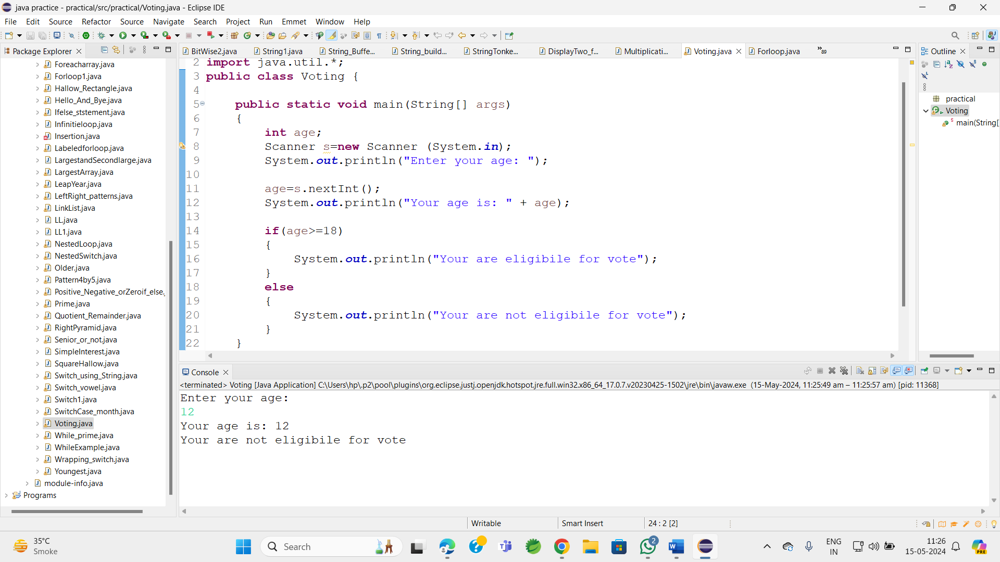 java practice - practical/src/practical/Voting.java - Eclipse IDE
File Edit Source Refactor Source Navigate Search Project Run Emmet Window Help
Package Explorer
BitWise2.java String1.java String_Buffe... String_build... StringTonke... DisplayTwo_f... Multiplicati... Voting.java Forloop.java »89
Outline
Foreacharray.java
Forloop1.java
Hallow_Rectangle.java
Hello_And_Bye.java
Ifelse_ststement.java
Infinitieloop.java
Insertion.java
Labeledforloop.java
LargestandSecondlarge.java
LargestArray.java
LeapYear.java
LeftRight_patterns.java
LinkList.java
LL.java
LL1.java
NestedLoop.java
NestedSwitch.java
Older.java
Pattern4by5.java
Positive_Negative_orZeroif_else.
Prime.java
Quotient_Remainder.java
RightPyramid.java
Senior_or_not.java
SimpleInterest.java
SquareHallow.java
Switch_using_String.java
Switch_vowel.java
Switch1.java
SwitchCase_month.java
Voting.java
While_prime.java
WhileExample.java
Wrapping_switch.java
Youngest.java
module-info.java
Programs
2 import java.util.*;
3 public class Voting {
4
5 public static void main(String[] args)
6 {
7 int age;
8 Scanner s=new Scanner (System.in);
9 System.out.println("Enter your age: ");
10
11 age=s.nextInt();
12 System.out.println("Your age is: " + age);
13
14 if(age>=18)
15 {
16 System.out.println("Your are eligibile for vote");
17 }
18 else
19 {
20 System.out.println("Your are not eligibile for vote");
21 }
22 }
practical
Voting
main(String[
Console
<terminated> Voting [Java Application] C:\Users\hp\.p2\pool\plugins\org.eclipse.justj.openjdk.hotspot.jre.full.win32.x86_64_17.0.7.v20230425-1502\jre\bin\javaw.exe (15-May-2024, 11:25:49 am – 11:25:57 am) [pid: 11368]
Enter your age:
12
Your age is: 12
Your are not eligibile for vote
Writable Smart Insert 24 : 2 [2]
35°C
Smoke
Search
2
ENG
IN
11:26
15-05-2024
PRE